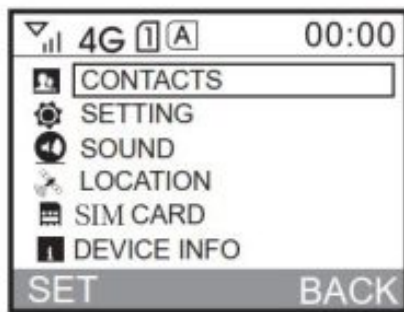 4G 1 A 00:00
CONTACTS
SETTING
SOUND
LOCATION
SIM CARD
DEVICE INFO
SET BACK